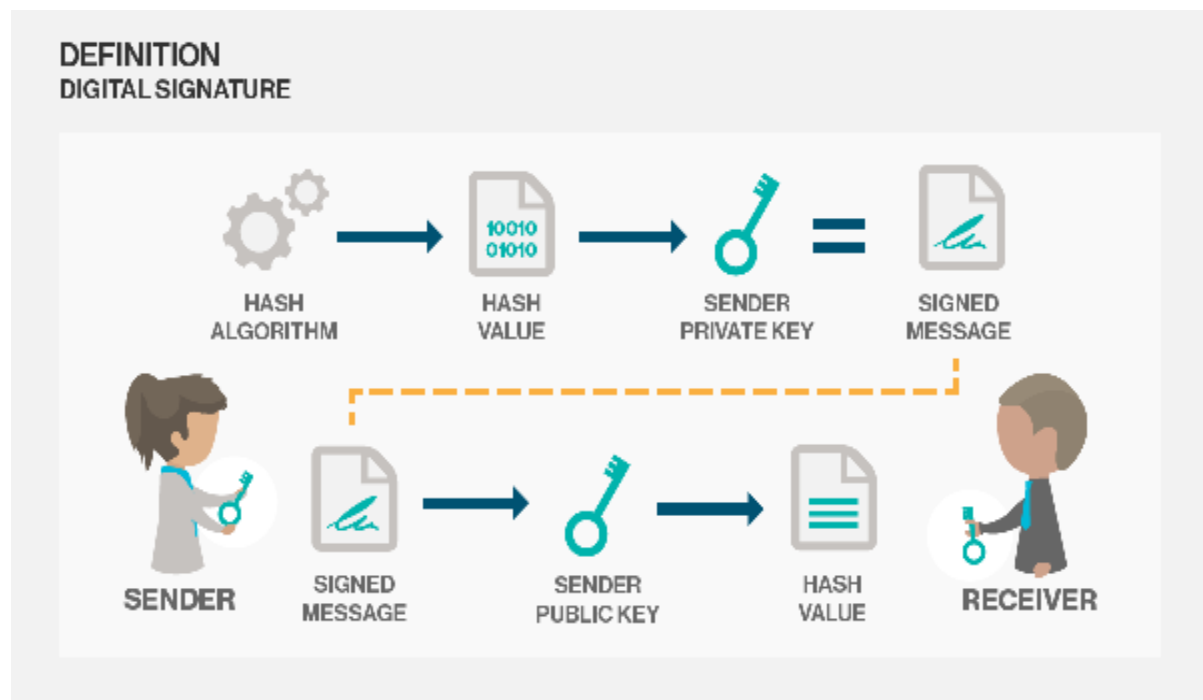 DEFINITION
DIGITAL SIGNATURE
10010
01010
HASH
ALGORITHM
HASH
VALUE
SENDER
PRIVATE KEY
SIGNED
MESSAGE
SENDER
SIGNED
MESSAGE
SENDER
PUBLIC KEY
HASH
VALUE
RECEIVER